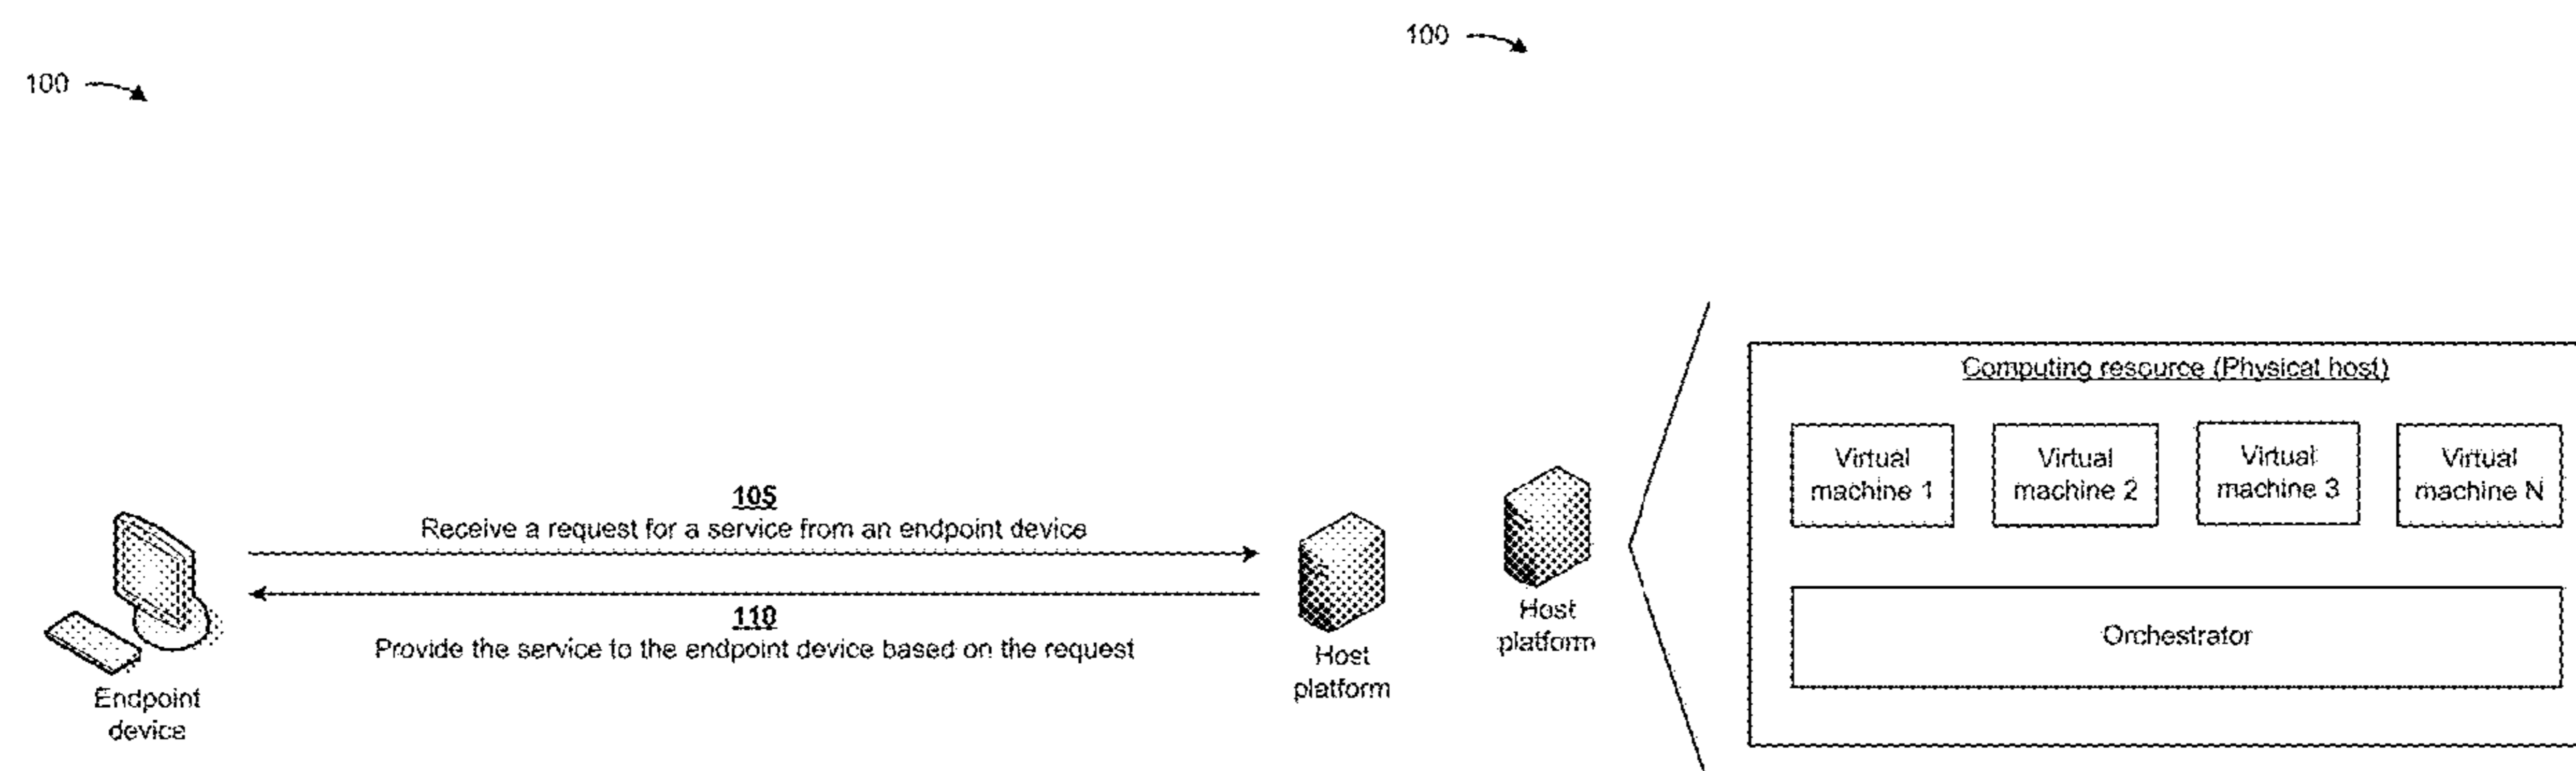 100
105
Receive a request for a service from an endpoint device
110
Provide the service to the endpoint device based on the request
Endpoint
device
Host
platform
100
Host
platform
Computing resource (Physical host)
Virtual
machine 1
Virtual
machine 2
Virtual
machine 3
Virtual
machine N
Orchestrator